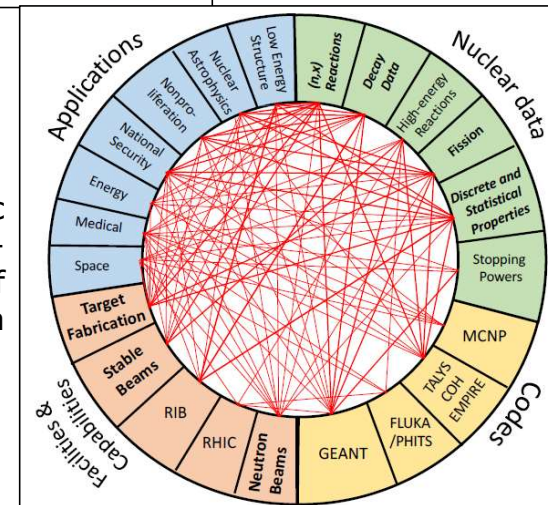 Applications
Low Energy
Structure
Nuclear
Astrophysics
Nonpro-
liferation
National
Security
Energy
Medical
Space
Nuclear data
(n,x)
Reactions
Decay
Data
High-energy
Reactions
Fission
Discrete and
Statistical
Properties
Stopping
Powers
Codes
MCNP
TALYS
COH
EMPIRE
FLUKA
/PHITS
GEANT
Facilities &
Capabilities
Target
Fabrication
Stable
Beams
RIB
RHIC
Neutron
Beams
c
-
f